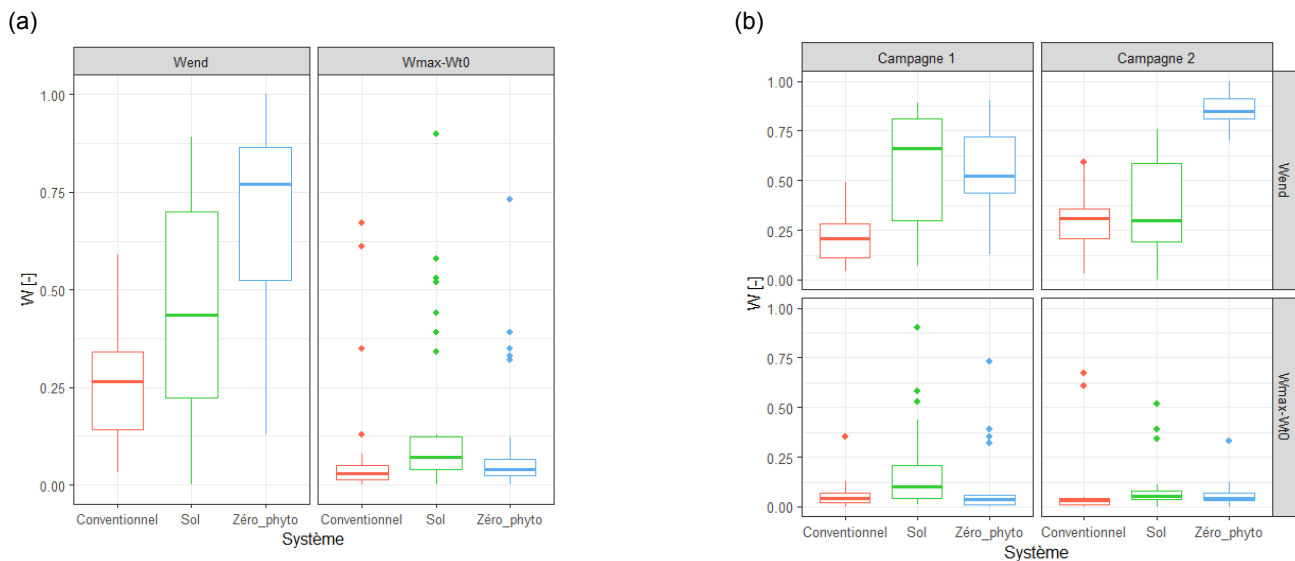 (a)
Wend
Wmax-Wt0
1.00
0.75
0.50
0.25
0.00
W [-]
Conventionnel Sol Zéro_phyto Conventionnel Sol Zéro_phyto
Système
(b)
Campagne 1
Campagne 2
1.00
0.75
0.50
0.25
0.00
Wend
1.00
0.75
0.50
0.25
0.00
Wmax-Wt0
W [-]
Conventionnel Sol Zéro_phyto Conventionnel Sol Zéro_phyto
Système